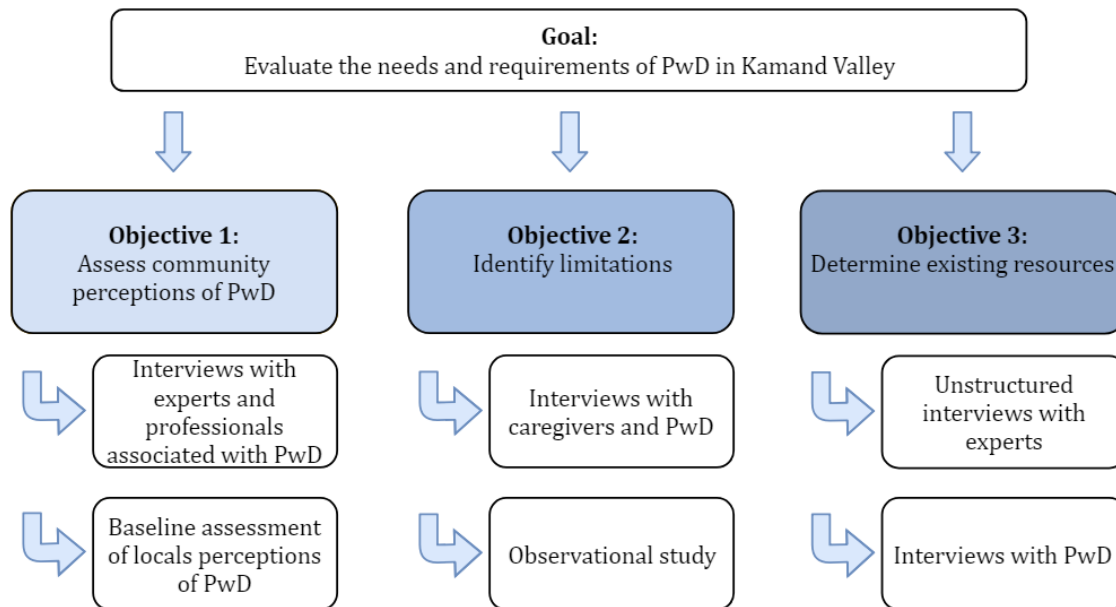 Goal:
Evaluate the needs and requirements of PwD in Kamand Valley
Objective 1:
Assess community
perceptions of PwD
Objective 2:
Identify limitations
Objective 3:
Determine existing resources
Interviews with
experts and
professionals
associated with PwD
Interviews with
caregivers and PwD
Unstructured
interviews with
experts
Baseline assessment
of locals perceptions
of PwD
Observational study
Interviews with PwD